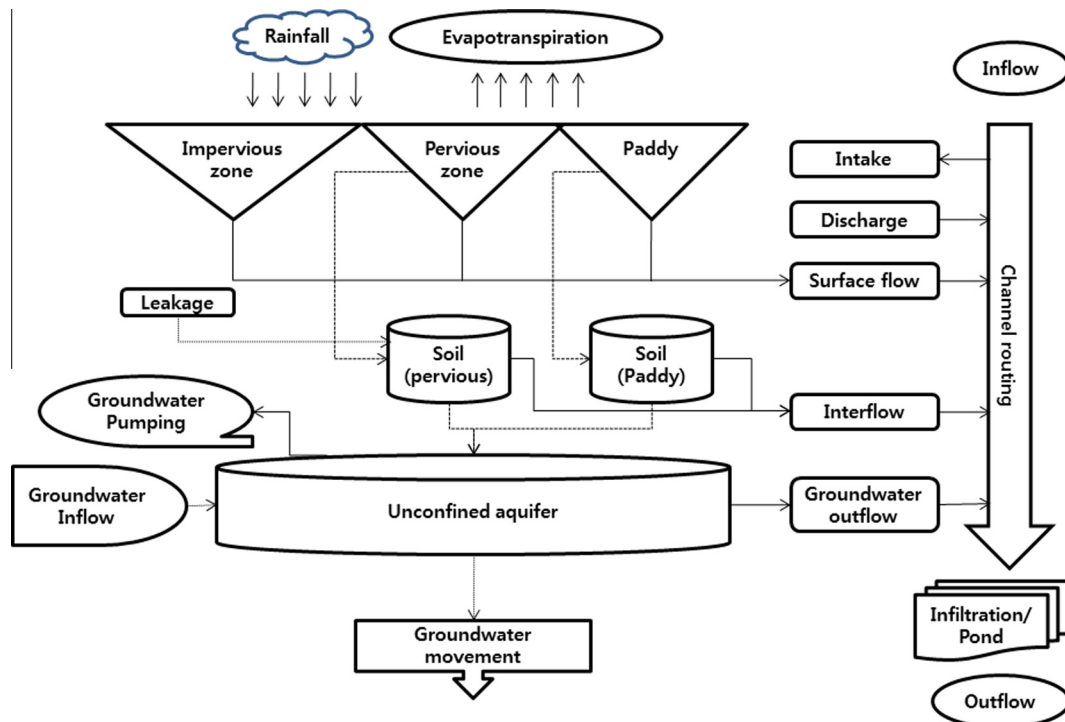 Rainfall
Evapotranspiration
Inflow
Impervious
zone
Pervious
zone
Paddy
Intake
Discharge
Surface flow
Channel routing
Leakage
Soil
(pervious)
Soil
(Paddy)
Groundwater
Pumping
Interflow
Groundwater
Inflow
Unconfined aquifer
Groundwater
outflow
Groundwater
movement
Infiltration/
Pond
Outflow